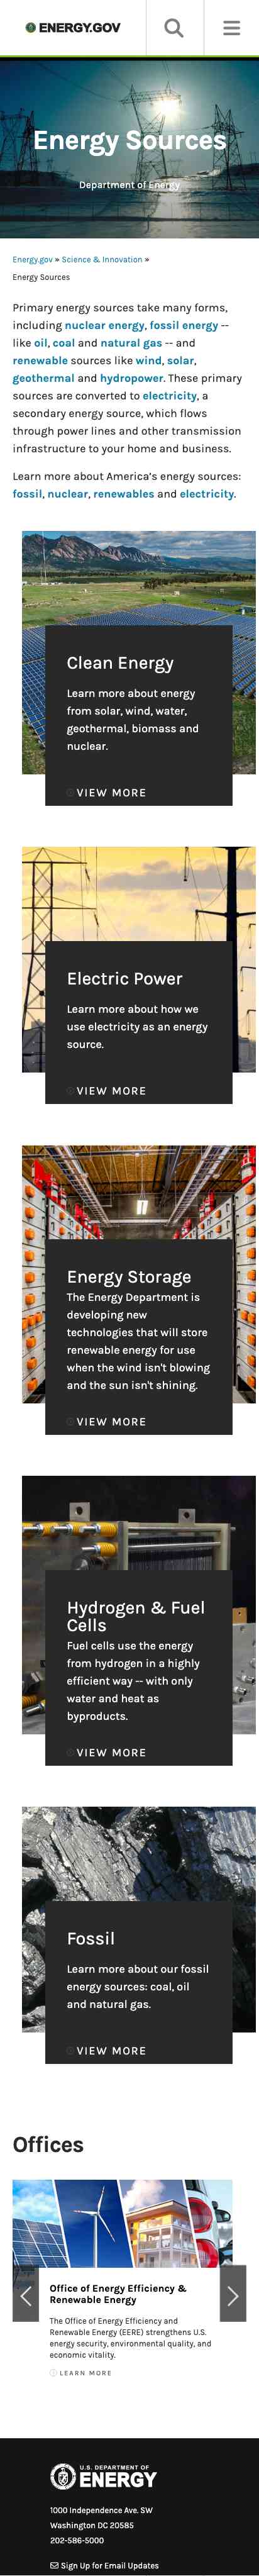 ENERGY.GOV
Energy Sources
Department of Energy
Energy.gov » Science & Innovation »
Energy Sources
Primary energy sources take many forms,
including nuclear energy, fossil energy --
like oil, coal and natural gas -- and
renewable sources like wind, solar,
geothermal and hydropower. These primary
sources are converted to electricity, a
secondary energy source, which flows
through power lines and other transmission
infrastructure to your home and business.
Learn more about America's energy sources:
fossil, nuclear, renewables and electricity.
Clean Energy
Learn more about energy
from solar, wind, water,
geothermal, biomass and
nuclear.
VIEW MORE
Electric Power
Learn more about how we
use electricity as an energy
source.
VIEW MORE
Energy Storage
The Energy Department is
developing new
technologies that will store
renewable energy for use
when the wind isn't blowing
and the sun isn't shining.
VIEW MORE
Hydrogen & Fuel
Cells
Fuel cells use the energy
from hydrogen in a highly
efficient way -- with only
water and heat as
byproducts.
VIEW MORE
Fossil
Learn more about our fossil
energy sources: coal, oil
and natural gas.
VIEW MORE
Offices
Office of Energy Efficiency &
Renewable Energy
The Office of Energy Efficiency and
Renewable Energy (EERE) strengthens U.S.
energy security, environmental quality, and
economic vitality.
LEARN MORE
U.S. DEPARTMENT OF
ENERGY
1000 Independence Ave. SW
Washington DC 20585
202-586-5000
Sign Up for Email Updates